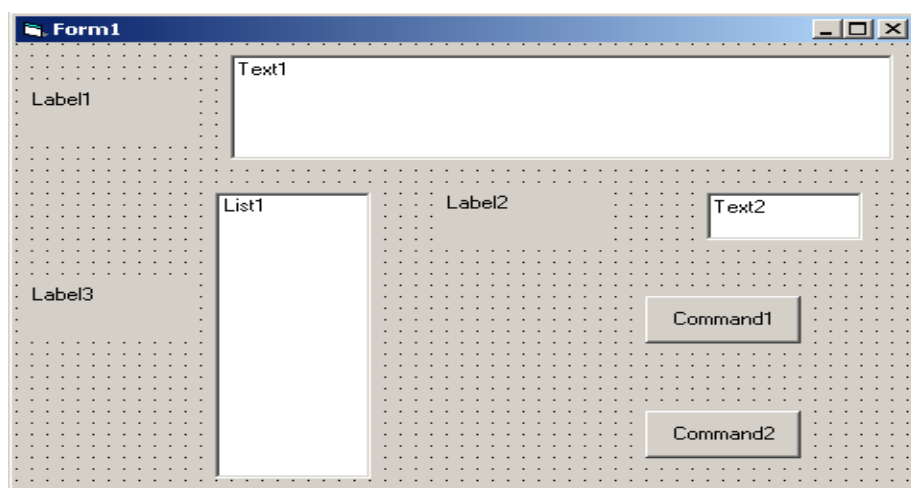 Form1
Text1
Label1
List1
Label2
Text2
Label3
Command1
Command2